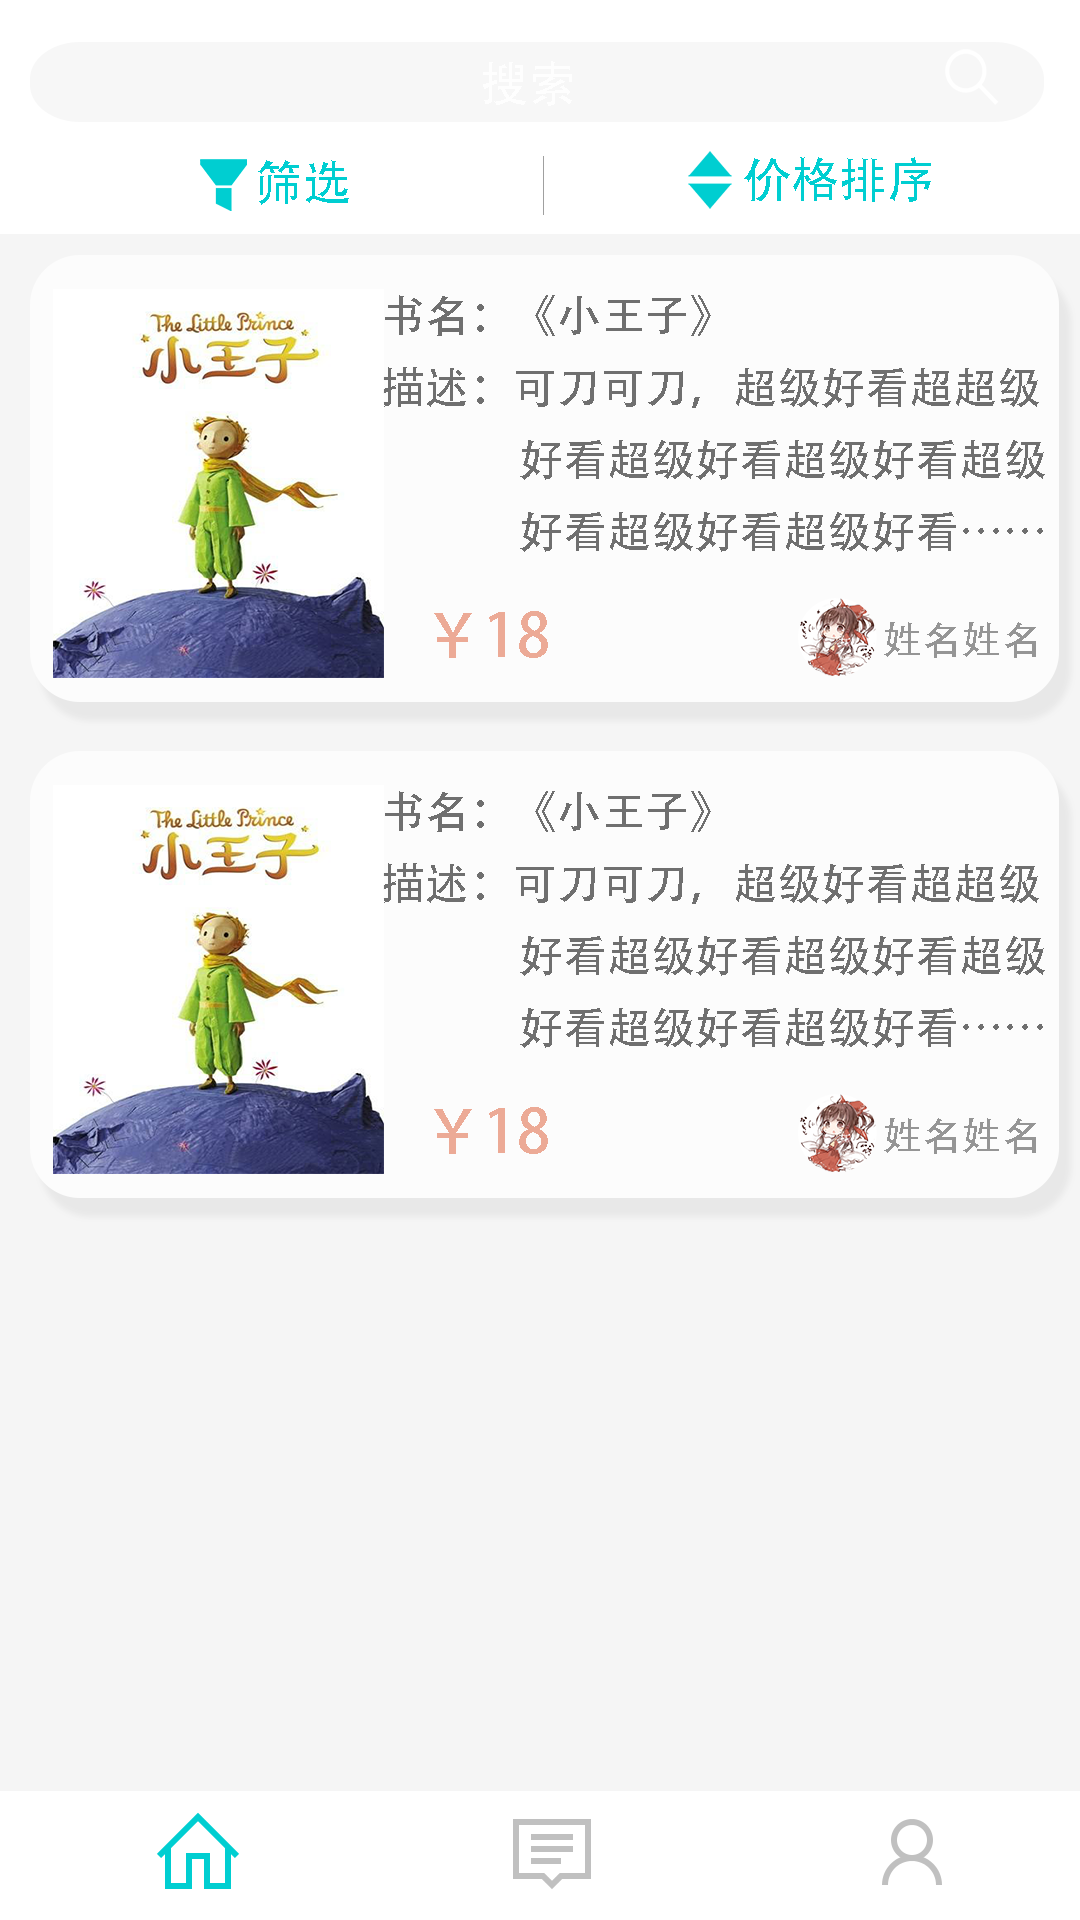 搜索
筛选
价格排序
The Little Prince
小王子
书名：《小王子》
描述：可刀可刀，超级好看超超级
好看超级好看超级好看超级
好看超级好看超级好看……
￥18
姓名姓名
The Little Prince
小王子
书名：《小王子》
描述：可刀可刀，超级好看超超级
好看超级好看超级好看超级
好看超级好看超级好看……
￥18
姓名姓名